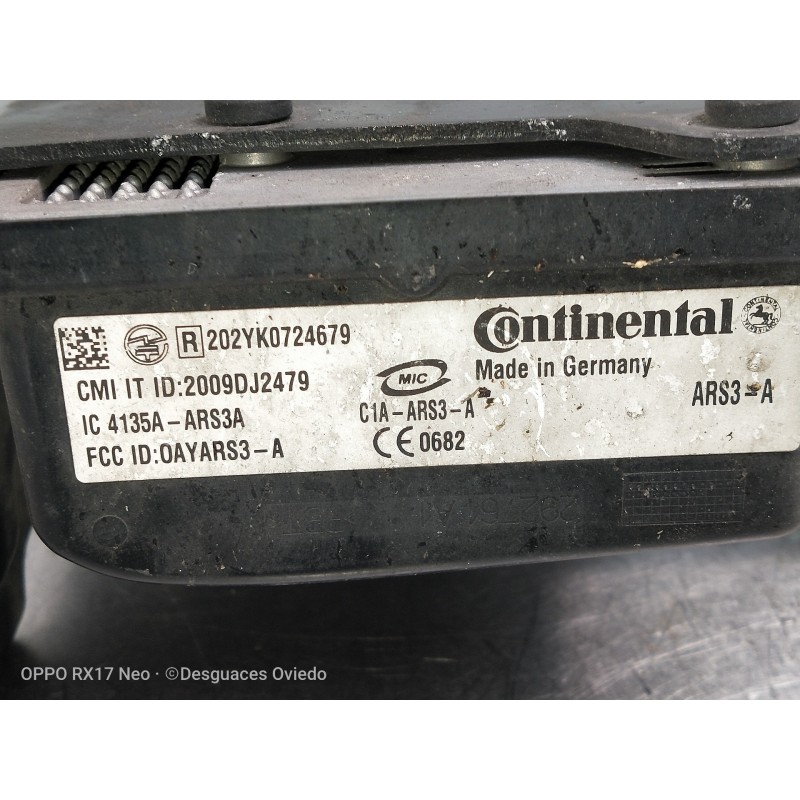 R 202YK0724679
CMI IT ID:2009DJ2479
IC 4135A-ARS3A
FCC ID:OAYARS3-A
MIC
C1A-ARS3-A
CE 0682
Continental
CONTINENTAL
Made in Germany
ARS3-A
OPPO RX17 Neo · ©Desguaces Oviedo